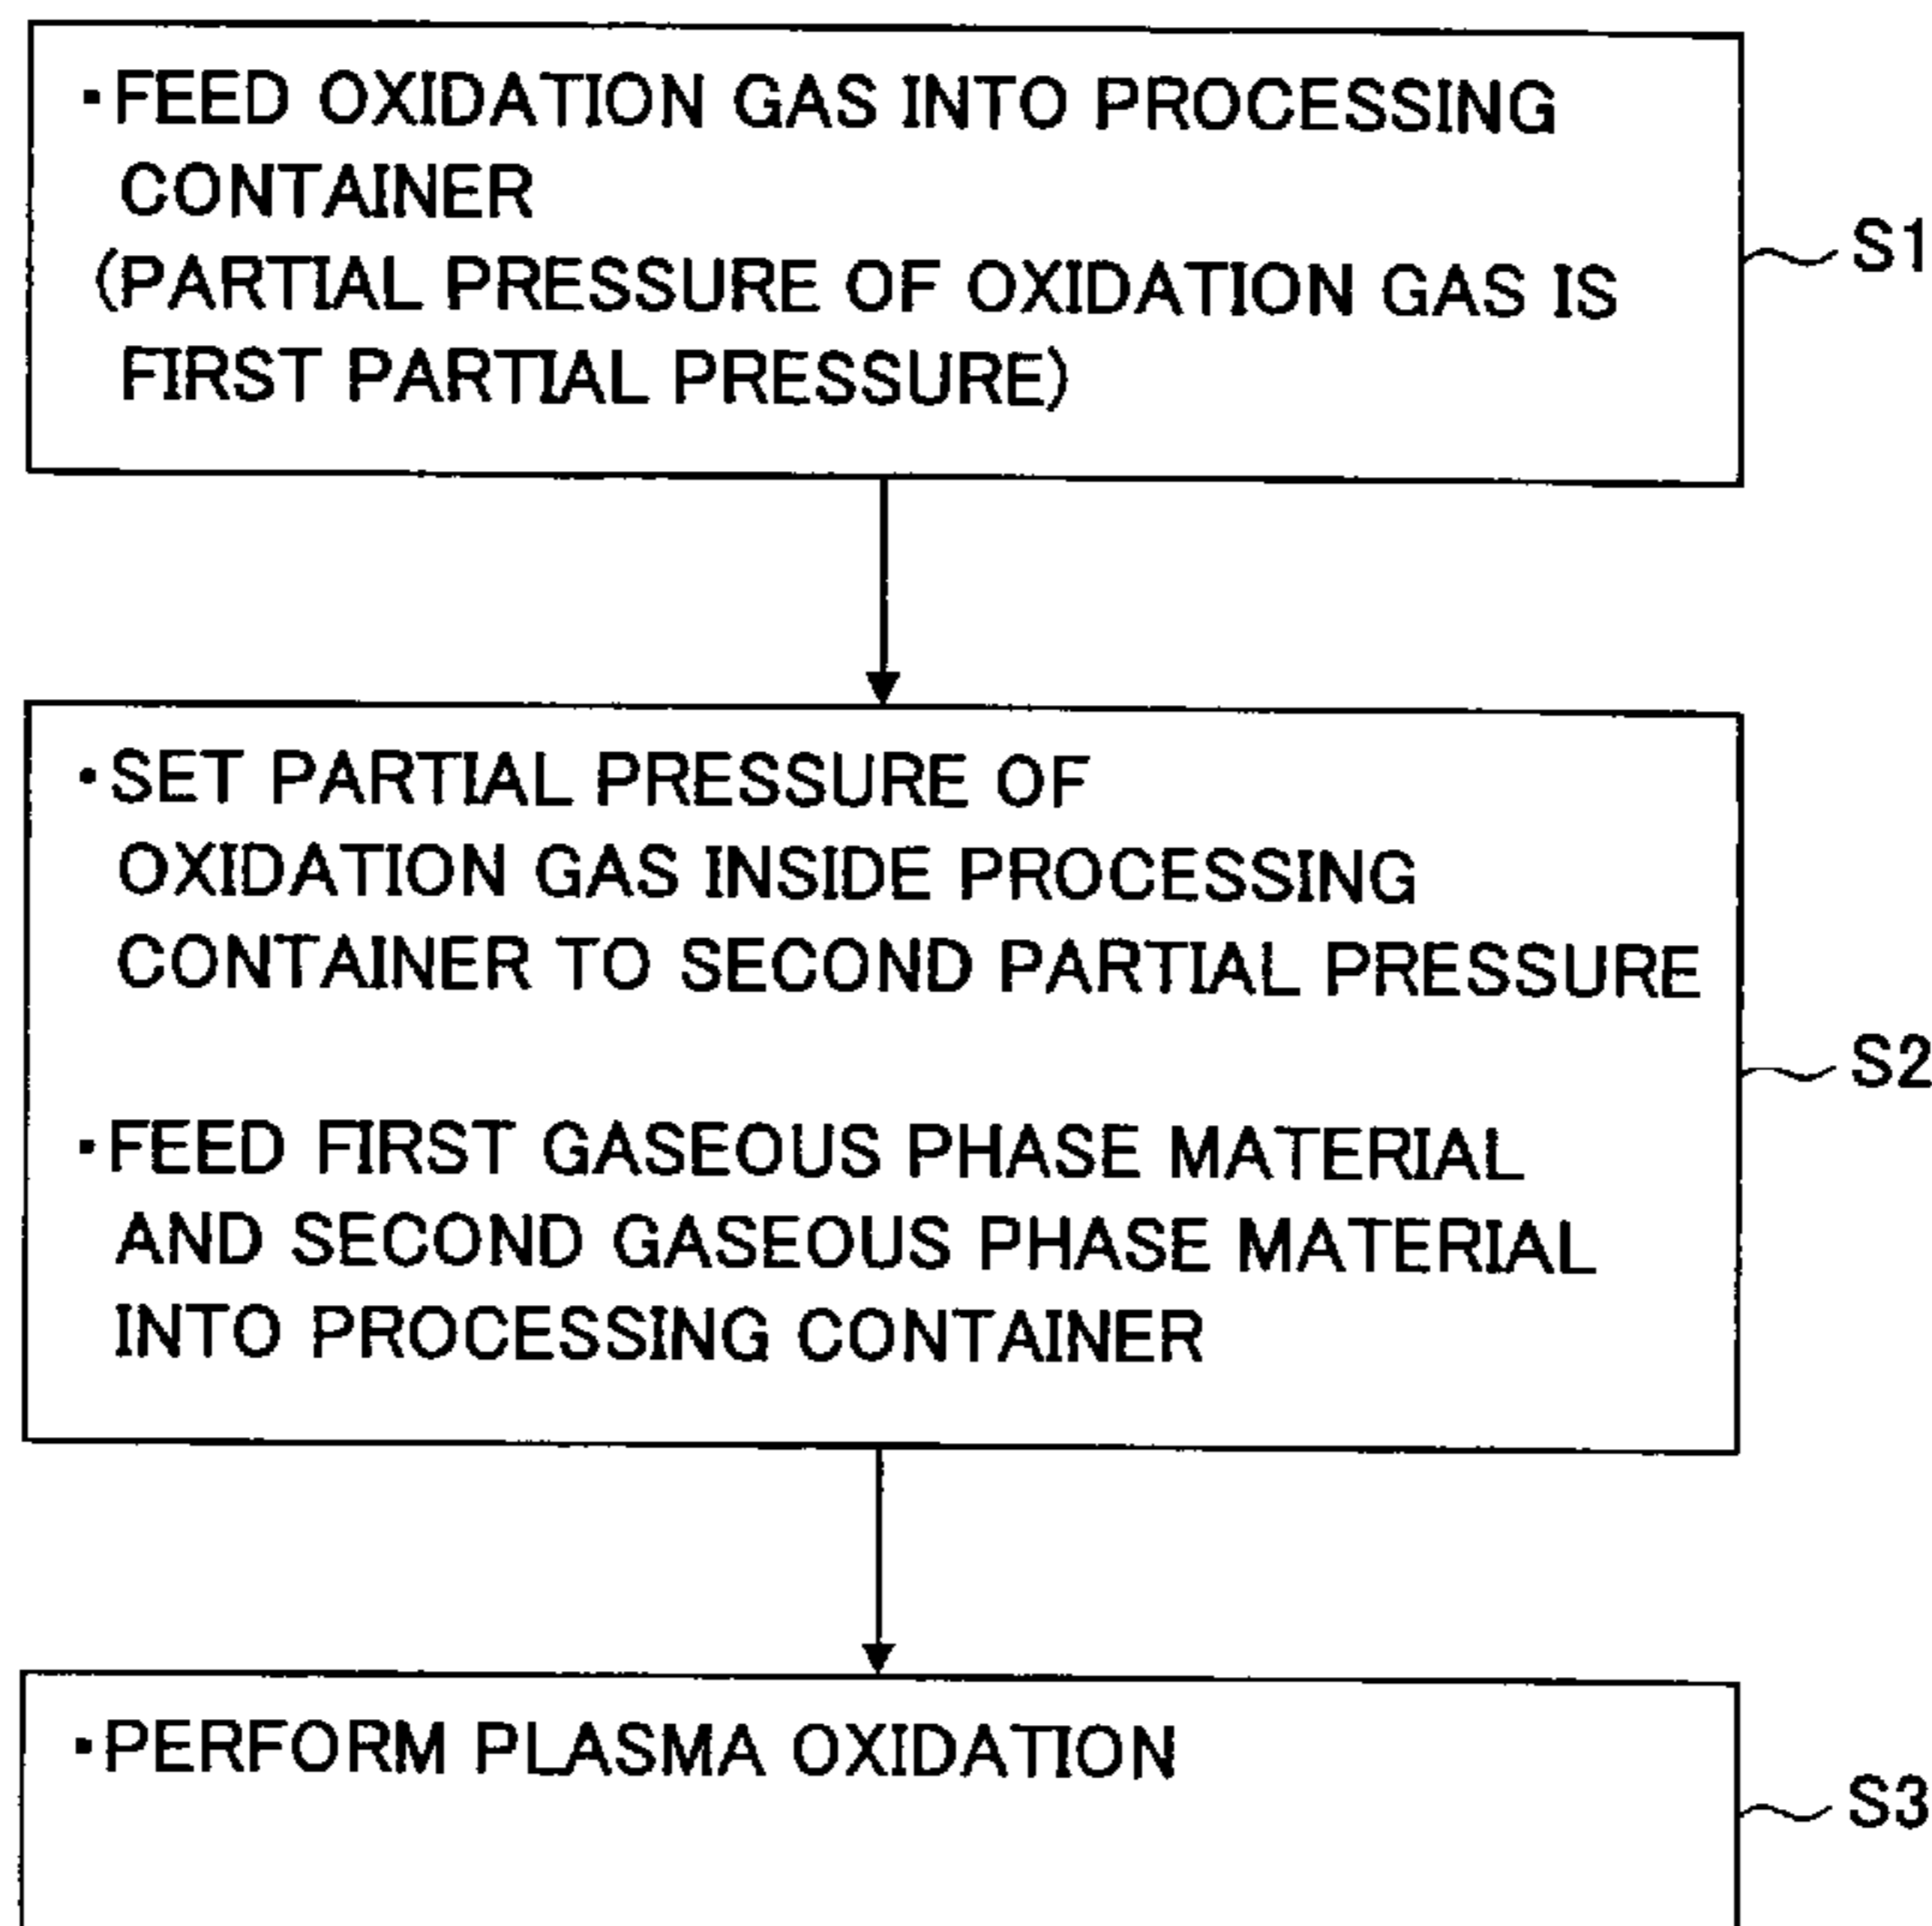 ・FEED OXIDATION GAS INTO PROCESSING
CONTAINER
(PARTIAL PRESSURE OF OXIDATION GAS IS
FIRST PARTIAL PRESSURE)
S1
・SET PARTIAL PRESSURE OF
OXIDATION GAS INSIDE PROCESSING
CONTAINER TO SECOND PARTIAL PRESSURE
・FEED FIRST GASEOUS PHASE MATERIAL
AND SECOND GASEOUS PHASE MATERIAL
INTO PROCESSING CONTAINER
S2
・PERFORM PLASMA OXIDATION
S3